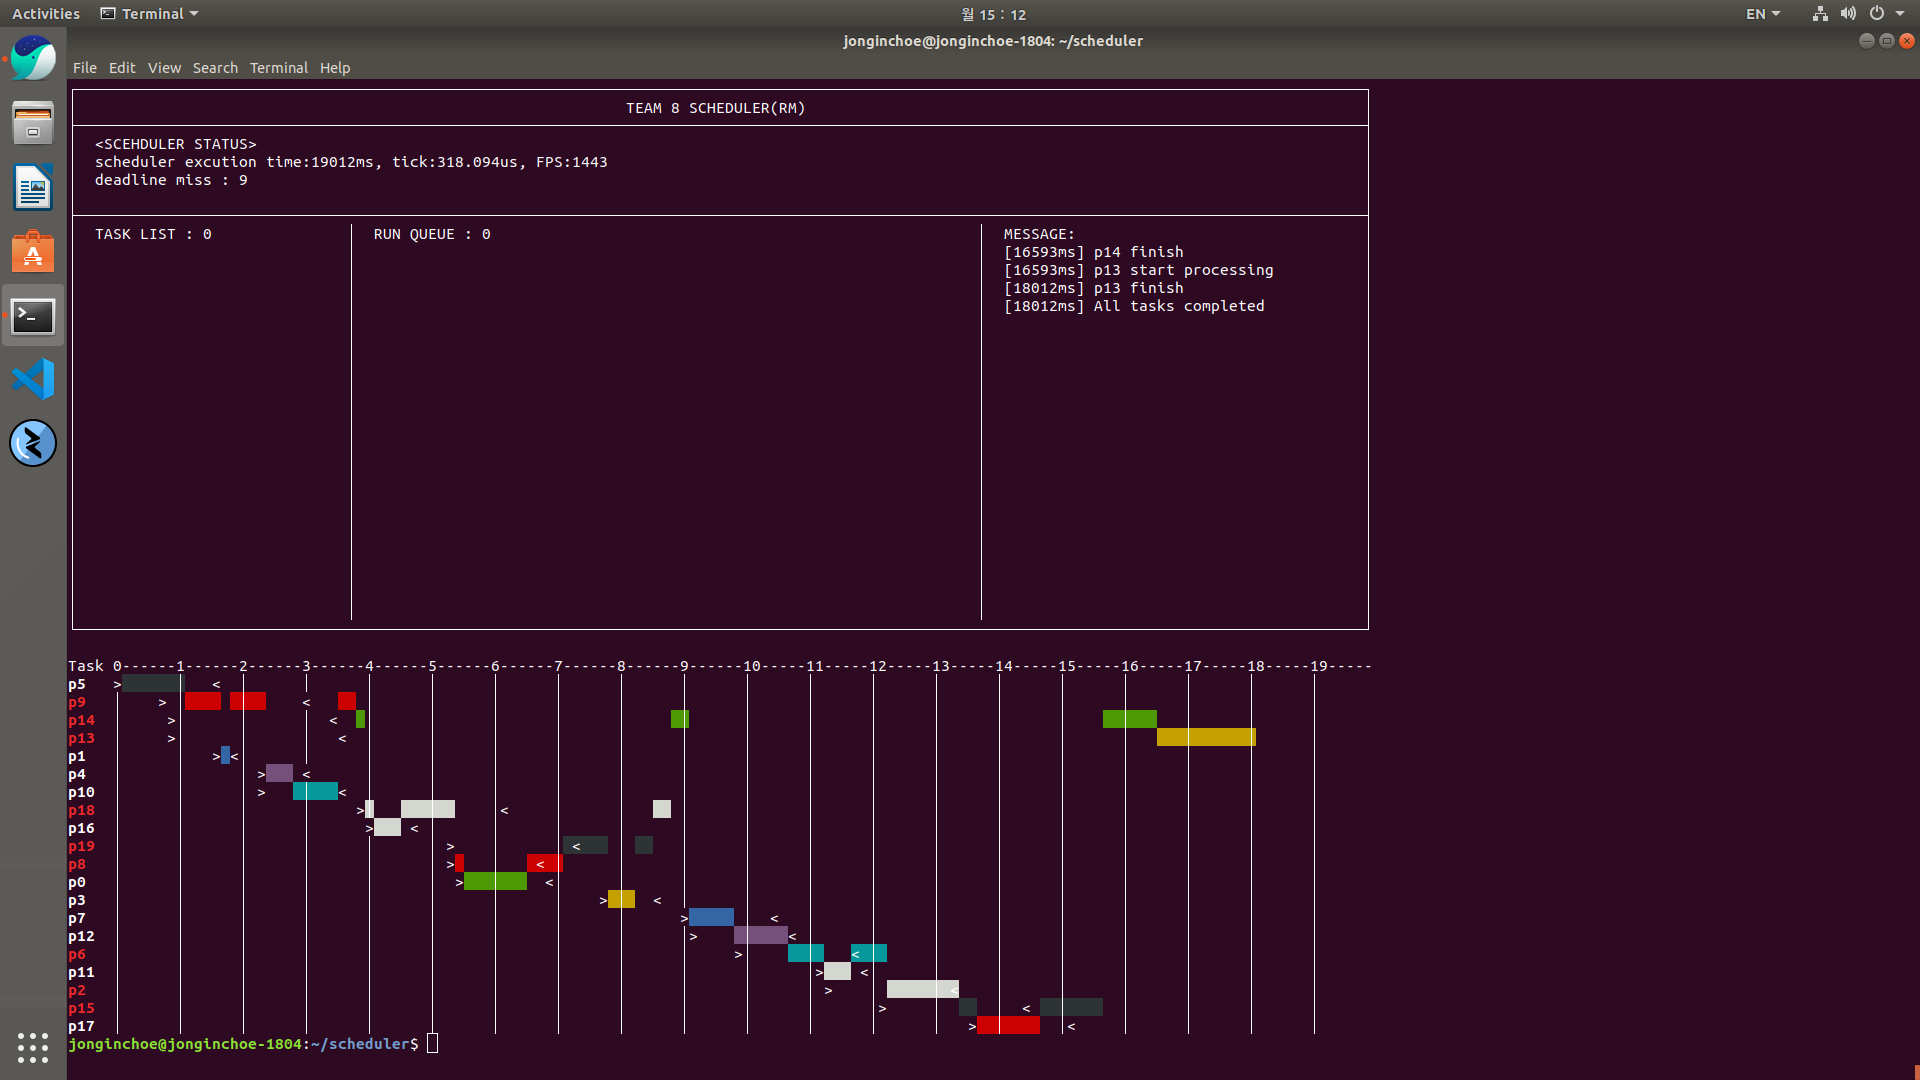 Activities Terminal 월 15 : 12 EN
jonginchoe@jonginchoe-1804: ~/scheduler
File Edit View Search Terminal Help
TEAM 8 SCHEDULER(RM)
<SCEHDULER STATUS>
scheduler excution time:19012ms, tick:318.094us, FPS:1443
deadline miss : 9
TASK LIST : 0
RUN QUEUE : 0
MESSAGE:
[16593ms] p14 finish
[16593ms] p13 start processing
[18012ms] p13 finish
[18012ms] All tasks completed
Task 0------1------2------3------4------5------6------7------8------9------10-----11-----12-----13-----14-----15-----16-----17-----18-----19-----
p5 > <
p9 > <
p14 > <
p13 > <
p1 > <
p4 > <
p10 > <
p18 > <
p16 > <
p19 > <
p8 > <
p0 > <
p3 > <
p7 > <
p12 > <
p6 > <
p11 > <
p2 > <
p15 > <
p17 > <
jonginchoe@jonginchoe-1804:~/scheduler$